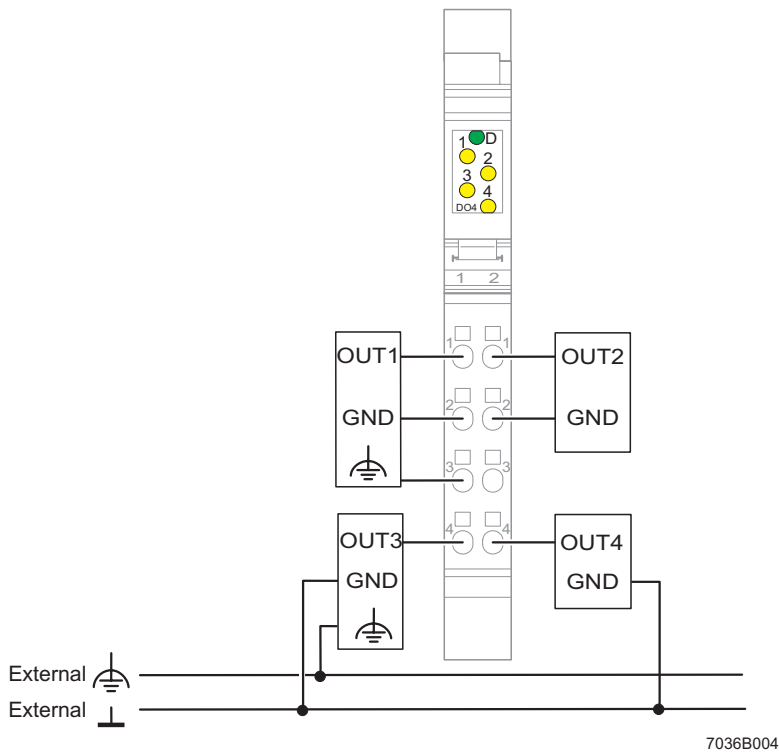 D
1
2
3
4
DO4
1 2
1 1
OUT1
OUT2
2 2
GND
GND
3 3
4 4
OUT3
OUT4
GND
GND
External
External
7036B004